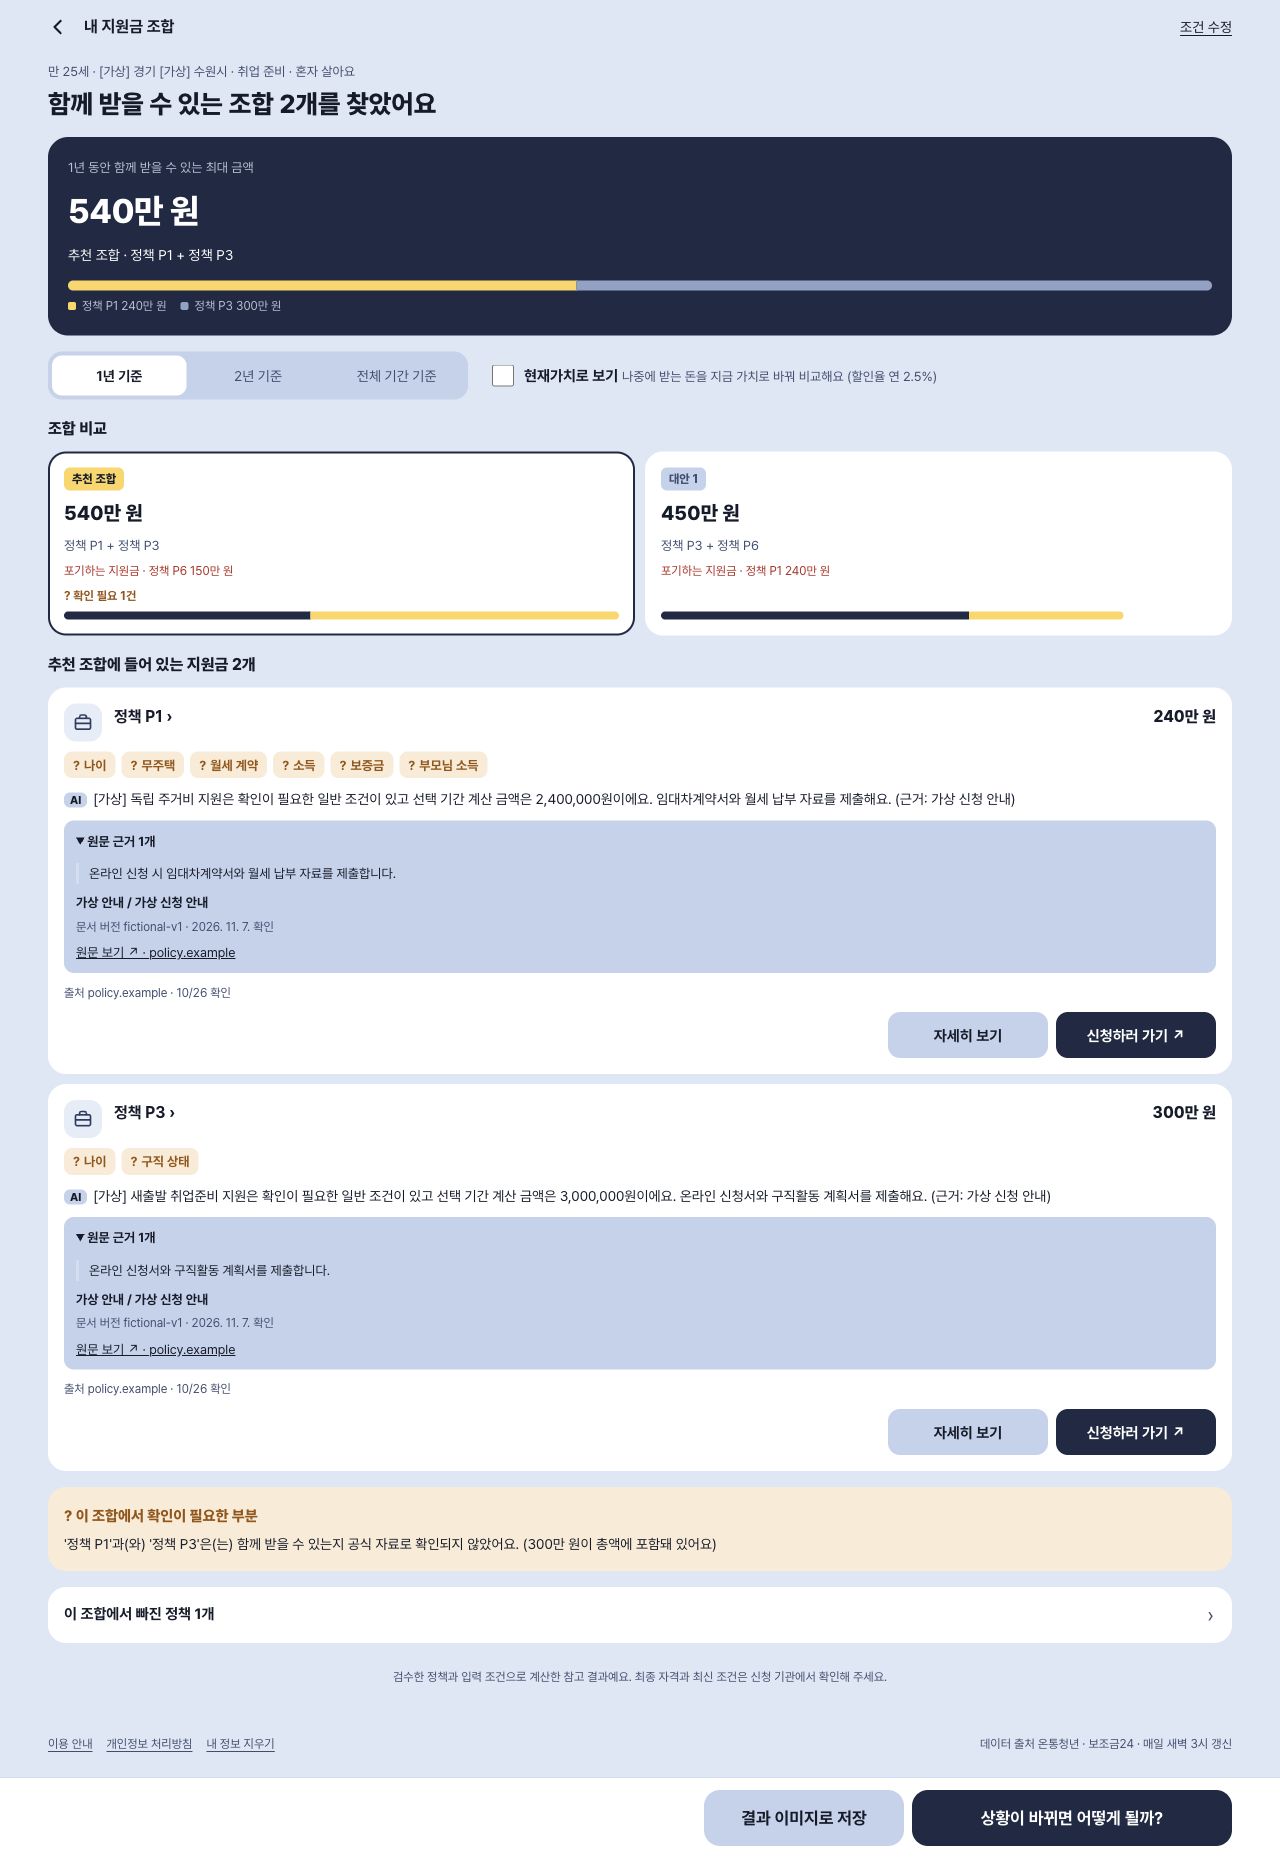 내 지원금 조합
조건 수정
만 25세 · [가상] 경기 [가상] 수원시 · 취업 준비 · 혼자 살아요
함께 받을 수 있는 조합 2개를 찾았어요
1년 동안 함께 받을 수 있는 최대 금액
540만 원
추천 조합 · 정책 P1 + 정책 P3
정책 P1 240만 원 정책 P3 300만 원
1년 기준 2년 기준 전체 기간 기준
현재가치로 보기 나중에 받는 돈을 지금 가치로 바꿔 비교해요 (할인율 연 2.5%)
조합 비교
추천 조합
540만 원
정책 P1 + 정책 P3
포기하는 지원금 · 정책 P6 150만 원
? 확인 필요 1건
대안 1
450만 원
정책 P3 + 정책 P6
포기하는 지원금 · 정책 P1 240만 원
추천 조합에 들어 있는 지원금 2개
정책 P1 ›
240만 원
? 나이 ? 무주택 ? 월세 계약 ? 소득 ? 보증금 ? 부모님 소득
AI [가상] 독립 주거비 지원은 확인이 필요한 일반 조건이 있고 선택 기간 계산 금액은 2,400,000원이에요. 임대차계약서와 월세 납부 자료를 제출해요. (근거: 가상 신청 안내)
▼ 원문 근거 1개
온라인 신청 시 임대차계약서와 월세 납부 자료를 제출합니다.
가상 안내 / 가상 신청 안내
문서 버전 fictional-v1 · 2026. 11. 7. 확인
원문 보기 ↗ · policy.example
출처 policy.example · 10/26 확인
자세히 보기
신청하러 가기 ↗
정책 P3 ›
300만 원
? 나이 ? 구직 상태
AI [가상] 새출발 취업준비 지원은 확인이 필요한 일반 조건이 있고 선택 기간 계산 금액은 3,000,000원이에요. 온라인 신청서와 구직활동 계획서를 제출해요. (근거: 가상 신청 안내)
▼ 원문 근거 1개
온라인 신청서와 구직활동 계획서를 제출합니다.
가상 안내 / 가상 신청 안내
문서 버전 fictional-v1 · 2026. 11. 7. 확인
원문 보기 ↗ · policy.example
출처 policy.example · 10/26 확인
자세히 보기
신청하러 가기 ↗
? 이 조합에서 확인이 필요한 부분
'정책 P1'과(와) '정책 P3'은(는) 함께 받을 수 있는지 공식 자료로 확인되지 않았어요. (300만 원이 총액에 포함돼 있어요)
이 조합에서 빠진 정책 1개 ›
검수한 정책과 입력 조건으로 계산한 참고 결과예요. 최종 자격과 최신 조건은 신청 기관에서 확인해 주세요.
이용 안내 개인정보 처리방침 내 정보 지우기
데이터 출처 온통청년 · 보조금24 · 매일 새벽 3시 갱신
결과 이미지로 저장
상황이 바뀌면 어떻게 될까?